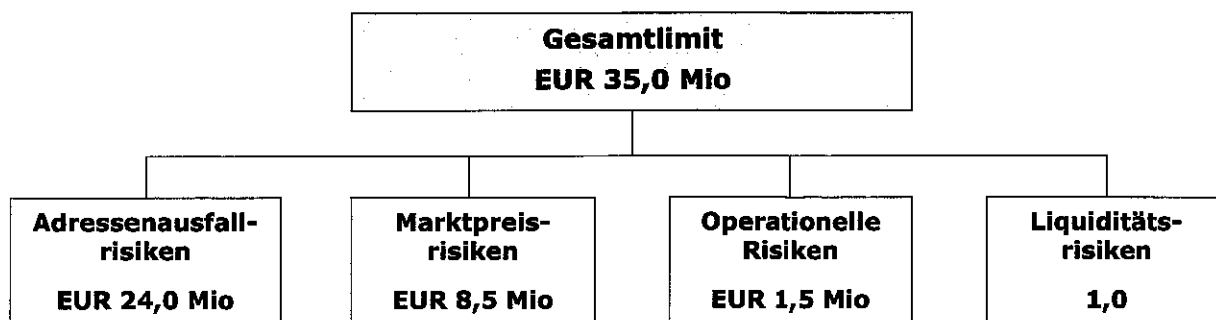 Gesamtlimit
EUR 35,0 Mio
Adressenausfall-
risiken
EUR 24,0 Mio
Marktpreis-
risiken
EUR 8,5 Mio
Operationelle
Risiken
EUR 1,5 Mio
Liquiditäts-
risiken
1,0